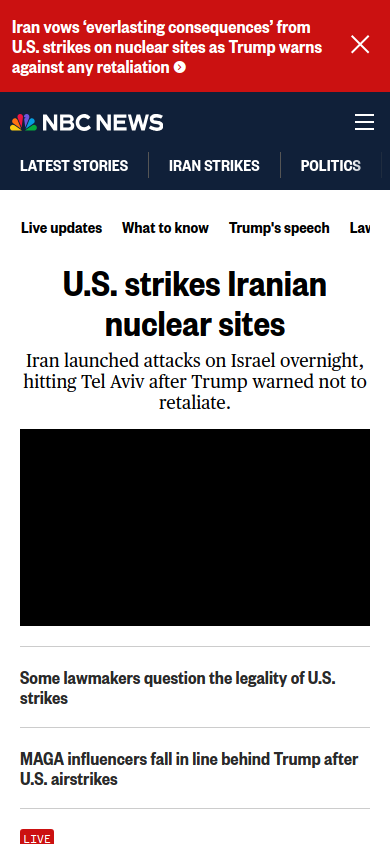 Iran vows ‘everlasting consequences’ from
U.S. strikes on nuclear sites as Trump warns
against any retaliation
NBC NEWS
LATEST STORIES
IRAN STRIKES
POLITICS
Live updates
What to know
Trump's speech
U.S. strikes Iranian
nuclear sites
Iran launched attacks on Israel overnight,
hitting Tel Aviv after Trump warned not to
retaliate.
Some lawmakers question the legality of U.S.
strikes
MAGA influencers fall in line behind Trump after
U.S. airstrikes
LIVE